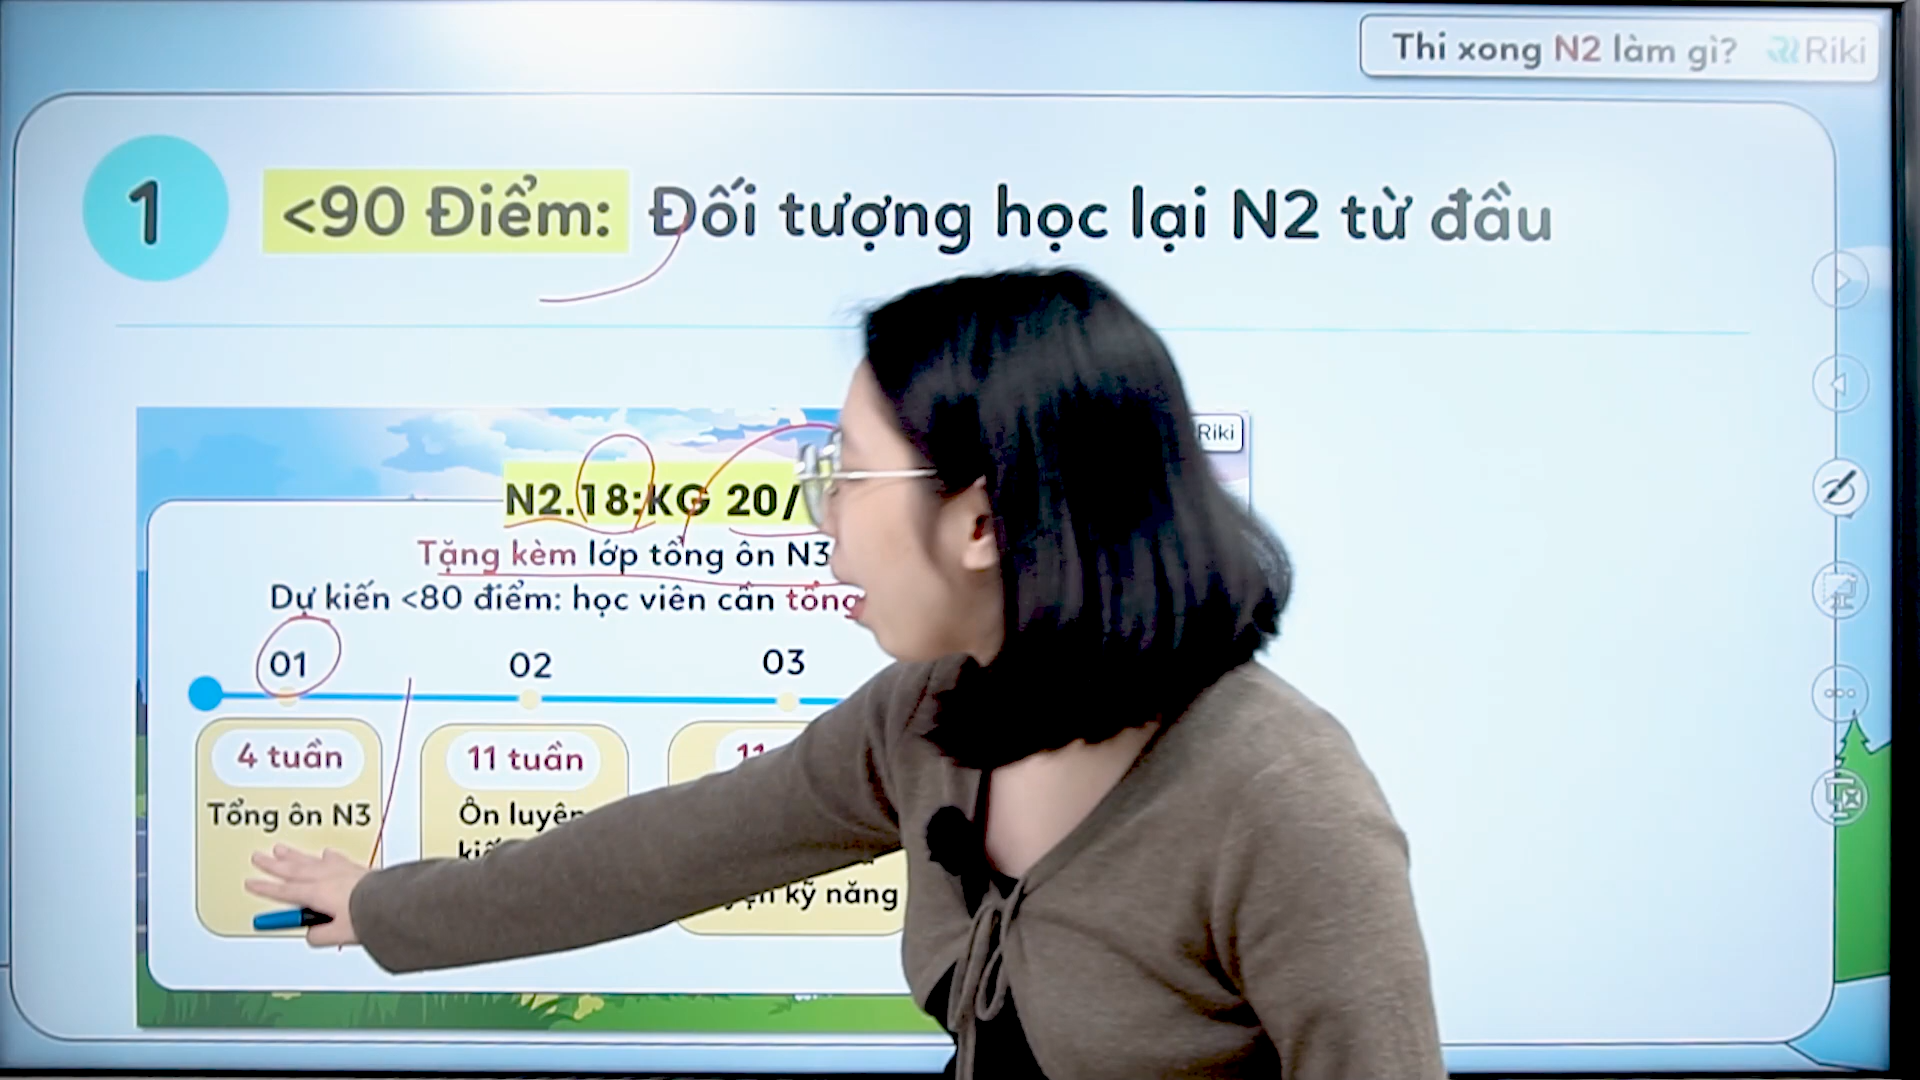 Thi xong N2 làm gì? Riki
1 <90 Điểm: Đối tượng học lại N2 từ đầu
Riki
N2.18:KG 20/
Tặng kèm lớp tổng ôn N3
Dự kiến <80 điểm: học viên cần tổng
01 02 03
4 tuần 11 tuần 11
Tổng ôn N3 Ôn luyện
kỹ năng